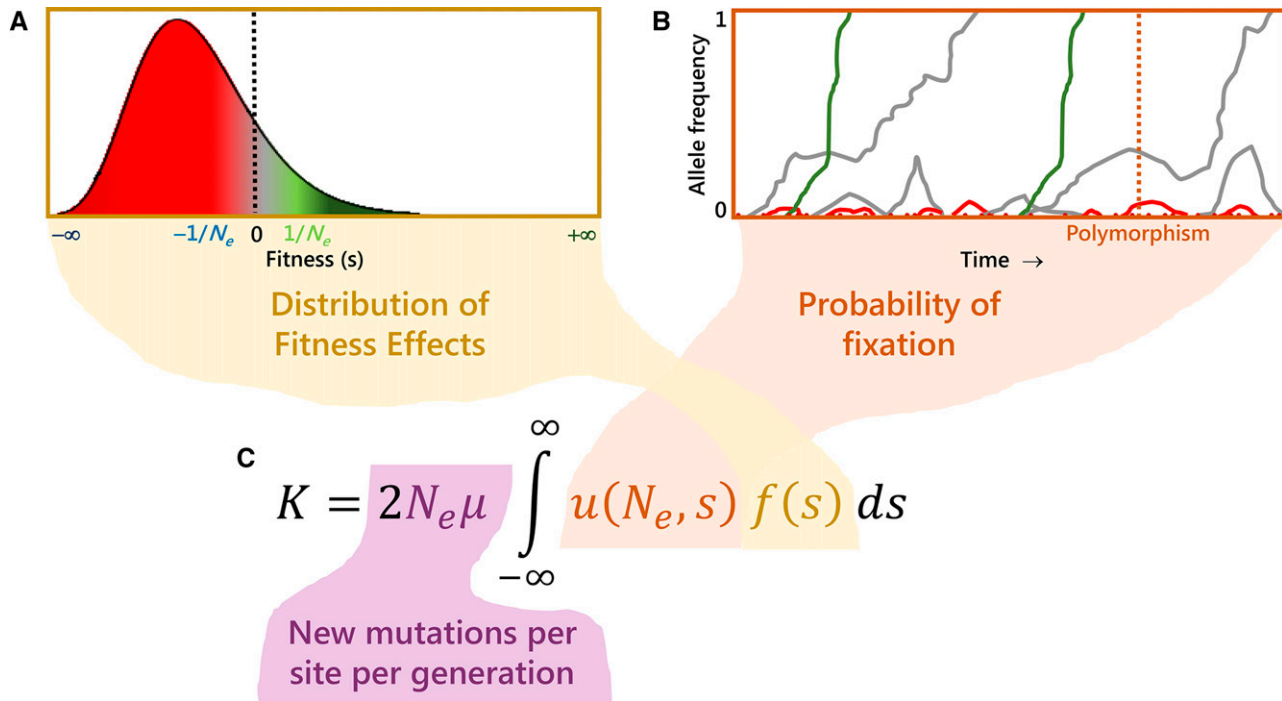 A
B
Allele frequency
1
0
−∞
−1/Nₑ
0
1/Nₑ
+∞
Fitness (s)
Polymorphism
Time →
Distribution of
Fitness Effects
Probability of
fixation
C
K = 2Nₑμ ∫_{−∞}^{∞} u(Nₑ, s) f(s) ds
New mutations per
site per generation